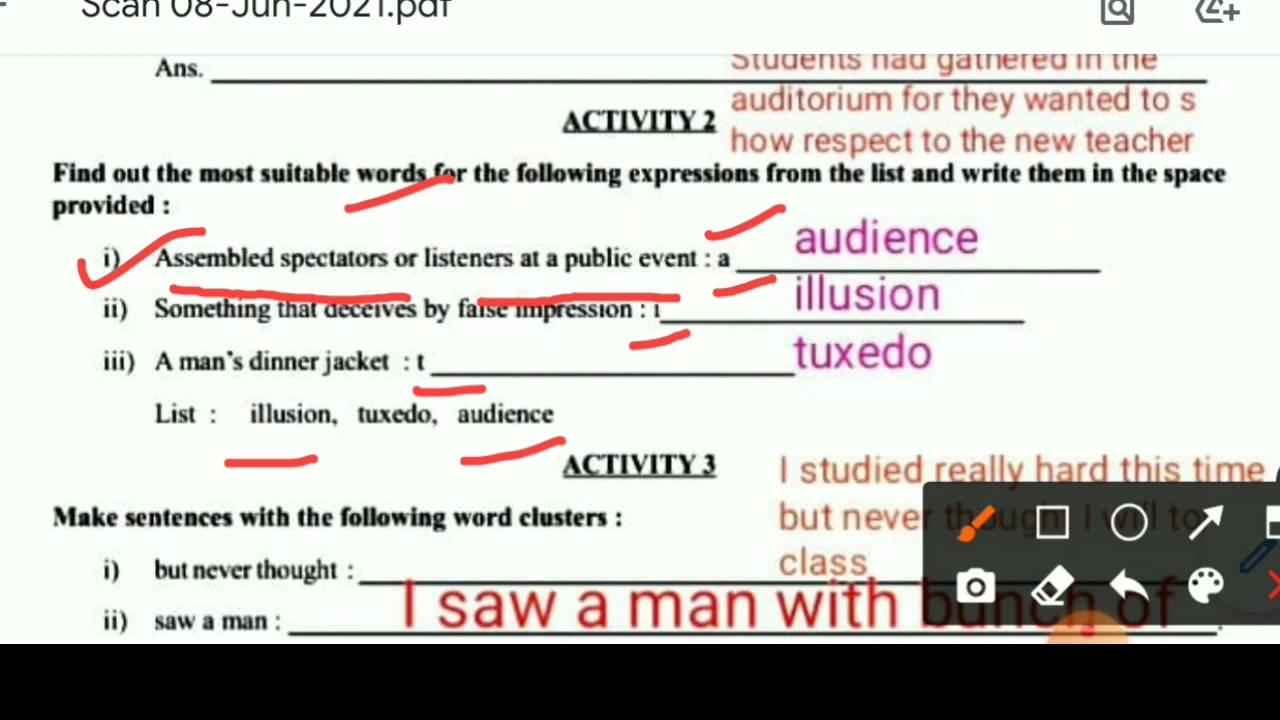 Scan 08-Jun-2021.pdf
Students had gathered in the
Ans.
auditorium for they wanted to s
ACTIVITY 2
how respect to the new teacher
Find out the most suitable words for the following expressions from the list and write them in the space
provided :
i) Assembled spectators or listeners at a public event : a audience
ii) Something that deceives by false impression : i illusion
iii) A man's dinner jacket : t tuxedo
List : illusion, tuxedo, audience
ACTIVITY 3
I studied really hard this time
Make sentences with the following word clusters :
but never thought I will to
class
i) but never thought :
ii) saw a man : I saw a man with bunch of